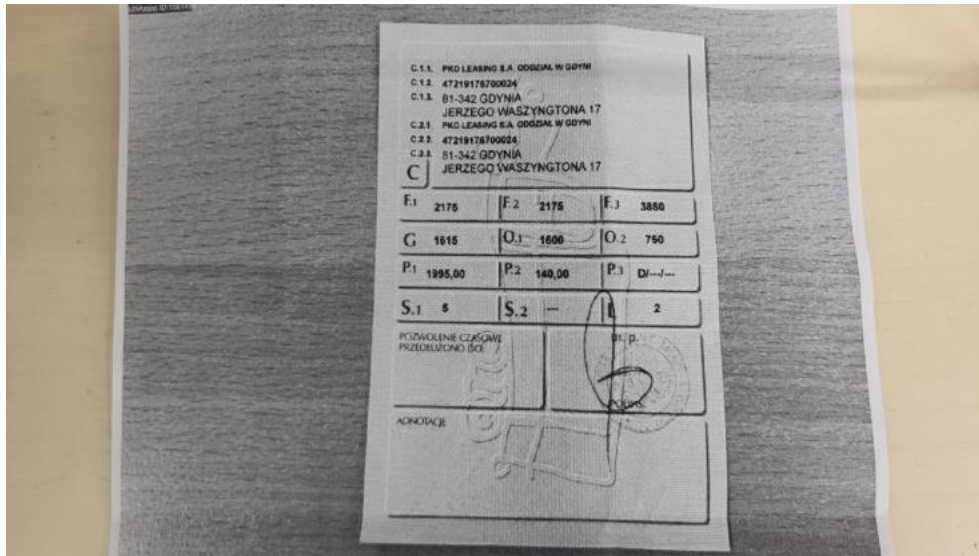 C.1.1. PKO LEASING S.A. ODDZIAŁ W GDYNI
C.1.2. 47219176700024
C.1.3. 81-342 GDYNIA
JERZEGO WASZYNGTONA 17
C.2.1. PKO LEASING S.A. ODDZIAŁ W GDYNI
C.2.2. 47219176700024
C.2.3. 81-342 GDYNIA
C JERZEGO WASZYNGTONA 17
F.1 2175 F.2 2175 F.3 3880
G 1615 O.1 1600 O.2 750
P.1 1995,00 P.2 140,00 P.3 D/---/---
S.1 5 S.2 --- L 2
POZWOLENIE CZASOWE m. p.
PRZEDŁUŻONO DO:
PODPIS
ADNOTACJE